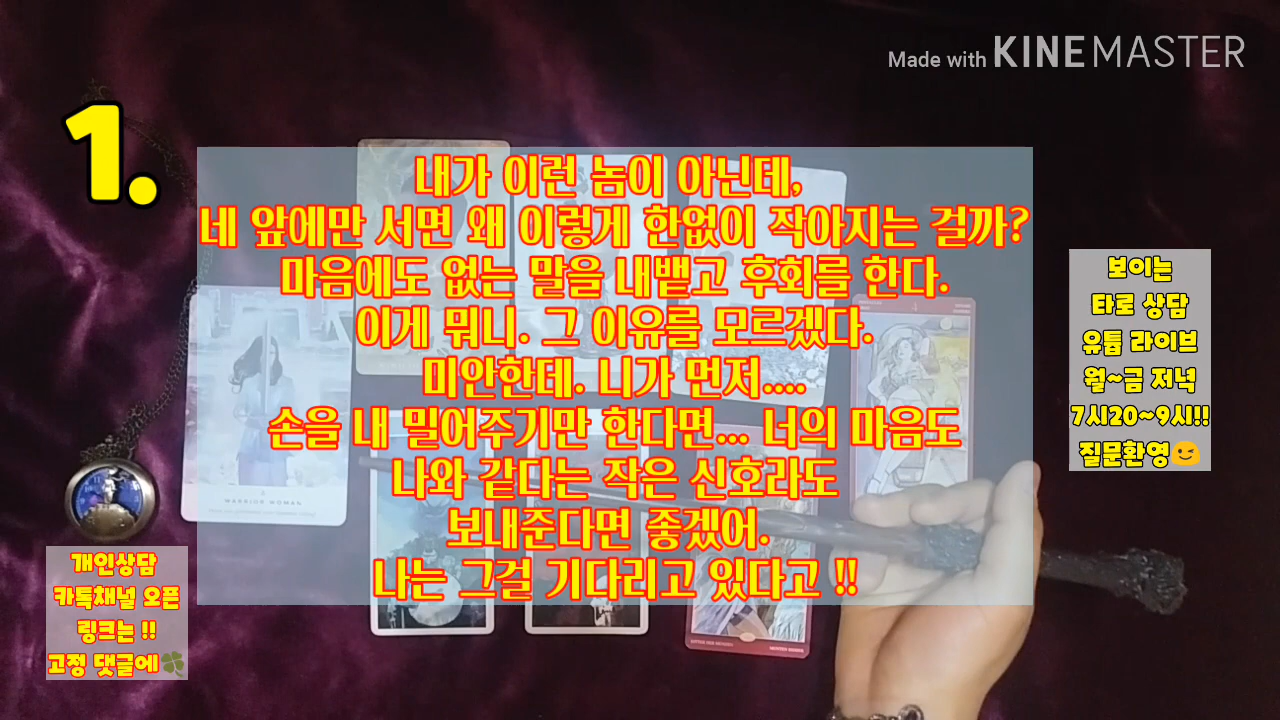 Made with KINEMASTER
1.
내가 이런 놈이 아닌데,
네 앞에만 서면 왜 이렇게 한없이 작아지는 걸까?
마음에도 없는 말을 내뱉고 후회를 한다.
이게 뭐니. 그 이유를 모르겠다.
미안한데. 니가 먼저....
손을 내 밀어주기만 한다면... 너의 마음도
나와 같다는 작은 신호라도
보내준다면 좋겠어.
나는 그걸 기다리고 있다고 !!
보이는
타로 상담
유튭 라이브
월~금 저녁
7시20~9시!!
질문환영😉
개인상담
카톡채널 오픈
링크는 !!
고정 댓글에🍀
WARRIOR WOMAN